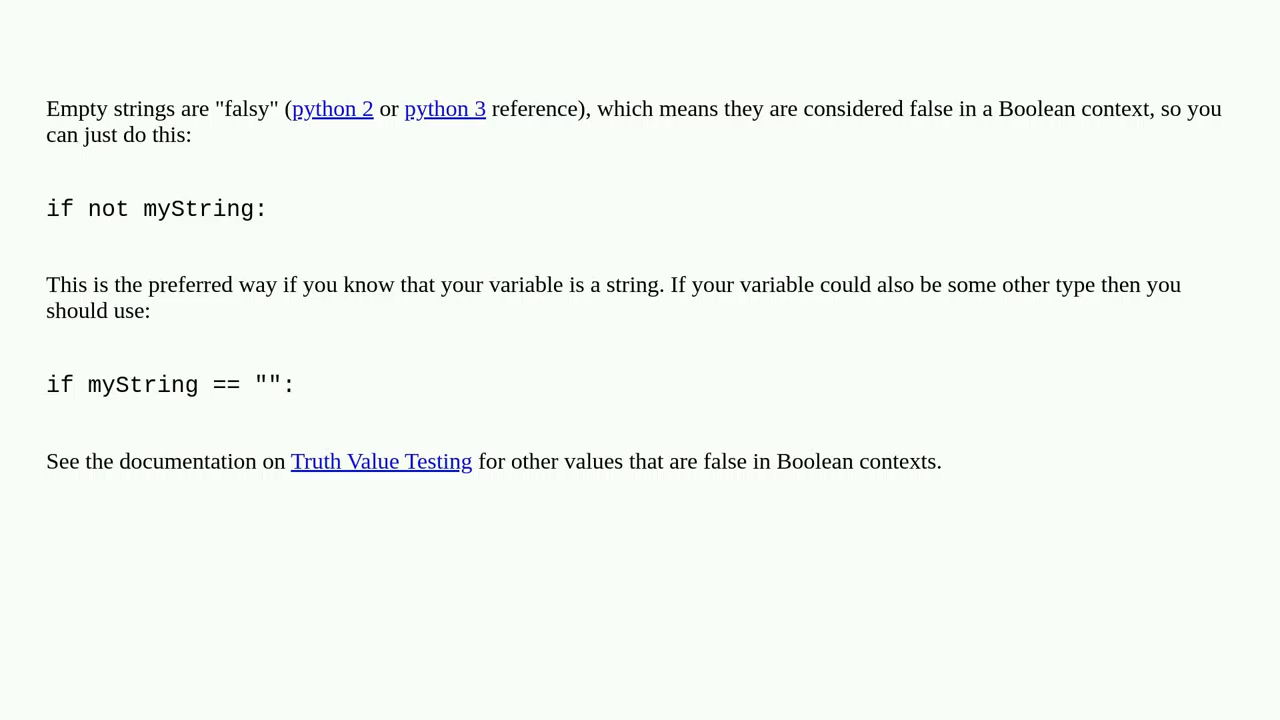 Empty strings are "falsy" (python 2 or python 3 reference), which means they are considered false in a Boolean context, so you
can just do this:
if not myString:
This is the preferred way if you know that your variable is a string. If your variable could also be some other type then you
should use:
if myString == "":
See the documentation on Truth Value Testing for other values that are false in Boolean contexts.